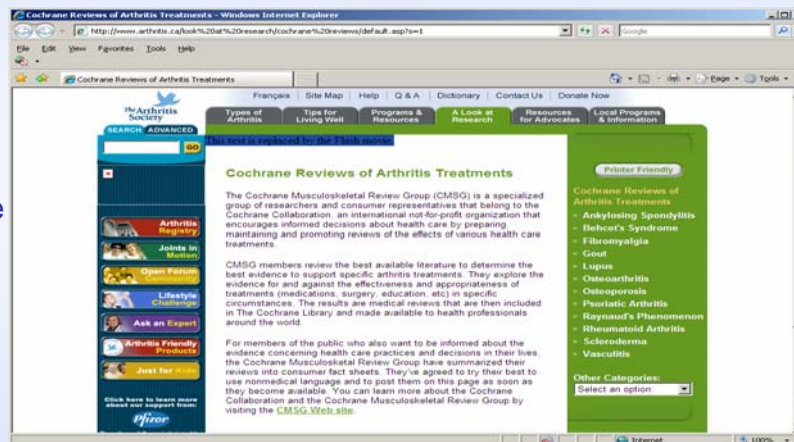 Cochrane Reviews of Arthritis Treatments - Windows Internet Explorer
http://www.arthritis.ca/look%20at%20research/cochrane%20reviews/default.asp?s=1
Google
File Edit View Favorites Tools Help
Cochrane Reviews of Arthritis Treatments
Page Tools
Français | Site Map | Help | Q & A | Dictionary | Contact Us | Donate Now
The Arthritis Society
Types of Arthritis
Tips for Living Well
Programs & Resources
A Look at Research
Resources for Advocates
Local Programs & Information
SEARCH ADVANCED
GO
This text is replaced by the Flash movie.
Arthritis Registry
Joints in Motion
Open Forum Community
Lifestyle Challenge
Ask an Expert
Arthritis Friendly Products
Just for Kids
Click here to learn more
about our support from:
Pfizer
Cochrane Reviews of Arthritis Treatments
The Cochrane Musculoskeletal Review Group (CMSG) is a specialized
group of researchers and consumer representatives that belong to the
Cochrane Collaboration, an international not-for-profit organization that
encourages informed decisions about health care by preparing,
maintaining and promoting reviews of the effects of various health care
treatments.
CMSG members review the best available literature to determine the
best evidence to support specific arthritis treatments. They explore the
evidence for and against the effectiveness and appropriateness of
treatments (medications, surgery, education, etc) in specific
circumstances. The results are medical reviews that are then included
in The Cochrane Library and made available to health professionals
around the world.
For members of the public who also want to be informed about the
evidence concerning health care practices and decisions in their lives,
the Cochrane Musculoskeletal Review Group have summarized their
reviews into consumer fact sheets. They've agreed to try their best to
use nonmedical language and to post them on this page as soon as
they become available. You can learn more about the Cochrane
Collaboration and the Cochrane Musculoskeletal Review Group by
visiting the CMSG Web site.
Printer Friendly
Cochrane Reviews of
Arthritis Treatments
Ankylosing Spondylitis
Behcet's Syndrome
Fibromyalgia
Gout
Lupus
Osteoarthritis
Osteoporosis
Psoriatic Arthritis
Raynaud's Phenomenon
Rheumatoid Arthritis
Scleroderma
Vasculitis
Other Categories:
Select an option:
Internet
100%